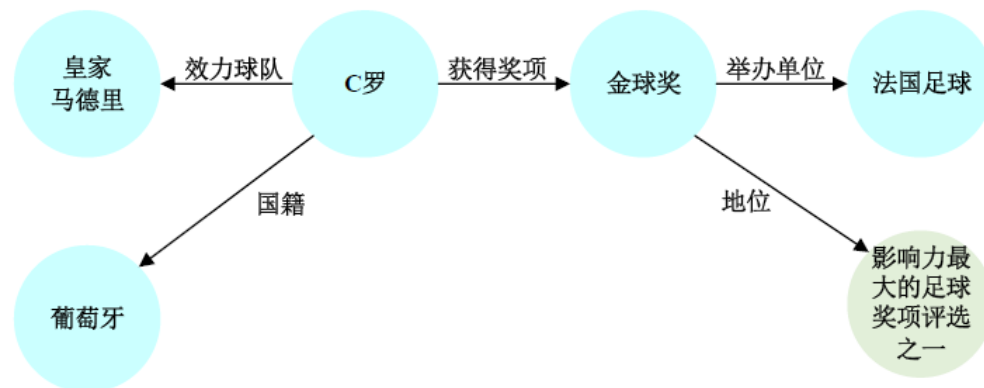 皇家
马德里
效力球队
C罗
获得奖项
金球奖
举办单位
法国足球
国籍
地位
葡萄牙
影响力最
大的足球
奖项评选
之一